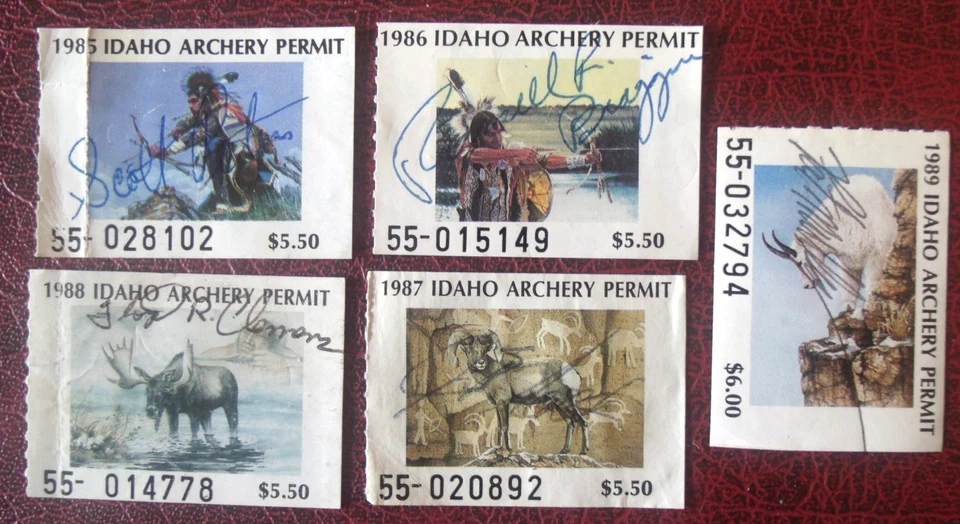 1985 IDAHO ARCHERY PERMIT
Scott
55- 028102 $5.50
1986 IDAHO ARCHERY PERMIT
55-015149 $5.50
1988 IDAHO ARCHERY PERMIT
R.
55- 014778 $5.50
1987 IDAHO ARCHERY PERMIT
55-020892 $5.50
1989 IDAHO ARCHERY PERMIT
55-032794 $6.00